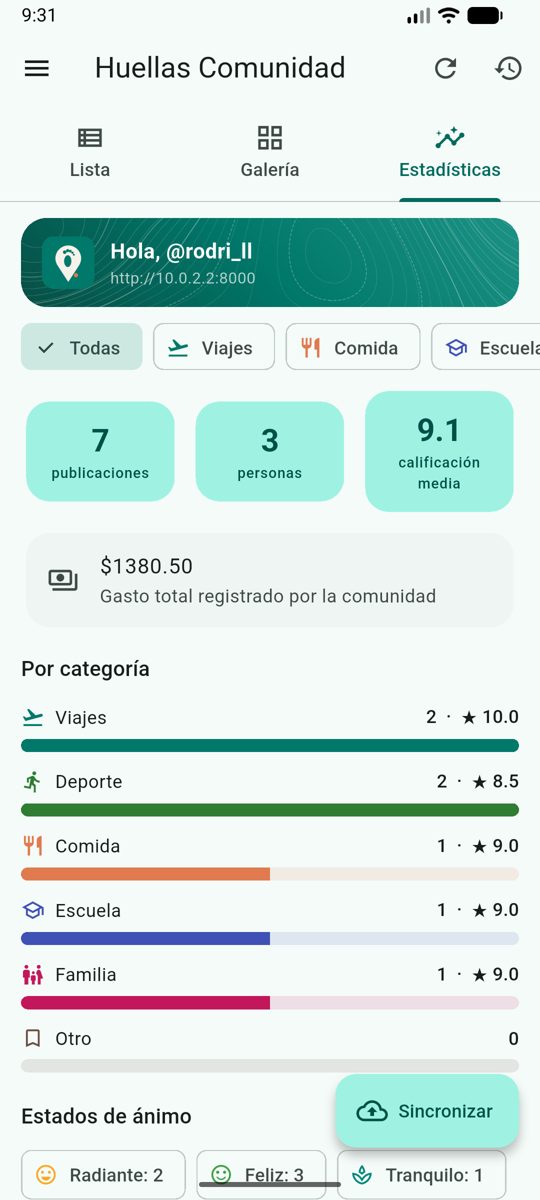 9:31
Huellas Comunidad
Lista
Galería
Estadísticas
Hola, @rodri_ll
http://10.0.2.2:8000
Todas
Viajes
Comida
Escuela
7
publicaciones
3
personas
9.1
calificación
media
$1380.50
Gasto total registrado por la comunidad
Por categoría
Viajes 2 · ★ 10.0
Deporte 2 · ★ 8.5
Comida 1 · ★ 9.0
Escuela 1 · ★ 9.0
Familia 1 · ★ 9.0
Otro 0
Sincronizar
Estados de ánimo
Radiante: 2
Feliz: 3
Tranquilo: 1